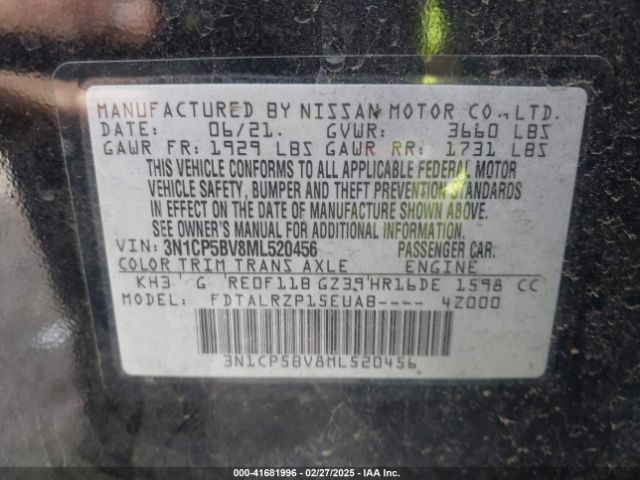 MANUFACTURED BY NISSAN MOTOR CO., LTD.
DATE: 06/21. GVWR: 3660 LBS
GAWR FR: 1929 LBS GAWR RR: 1731 LBS
THIS VEHICLE CONFORMS TO ALL APPLICABLE FEDERAL MOTOR
VEHICLE SAFETY, BUMPER AND THEFT PREVENTION STANDARDS
IN EFFECT ON THE DATE OF MANUFACTURE SHOWN ABOVE.
SEE OWNER'S MANUAL FOR ADDITIONAL INFORMATION.
VIN: 3N1CP5BV8ML520456 PASSENGER CAR.
COLOR TRIM TRANS AXLE ENGINE
KH3 G RE0F11B GZ39 HR16DE 1598 CC
MODEL: FDTALRZP15EUAB---- 4Z000
3N1CP5BV8ML520456
000-41681996 - 02/27/2025 - IAA Inc.